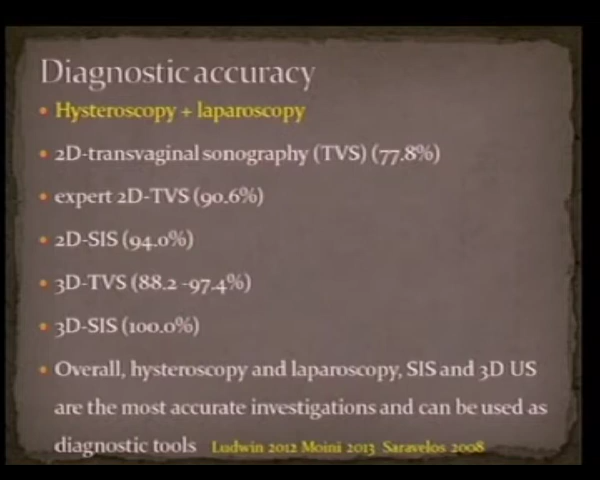 Diagnostic accuracy
• Hysteroscopy + laparoscopy
• 2D-transvaginal sonography (TVS) (77.8%)
• expert 2D-TVS (90.6%)
• 2D-SIS (94.0%)
• 3D-TVS (88.2 -97.4%)
• 3D-SIS (100.0%)
• Overall, hysteroscopy and laparoscopy, SIS and 3D US
are the most accurate investigations and can be used as
diagnostic tools Ludwin 2012 Moini 2013 Saravelos 2008